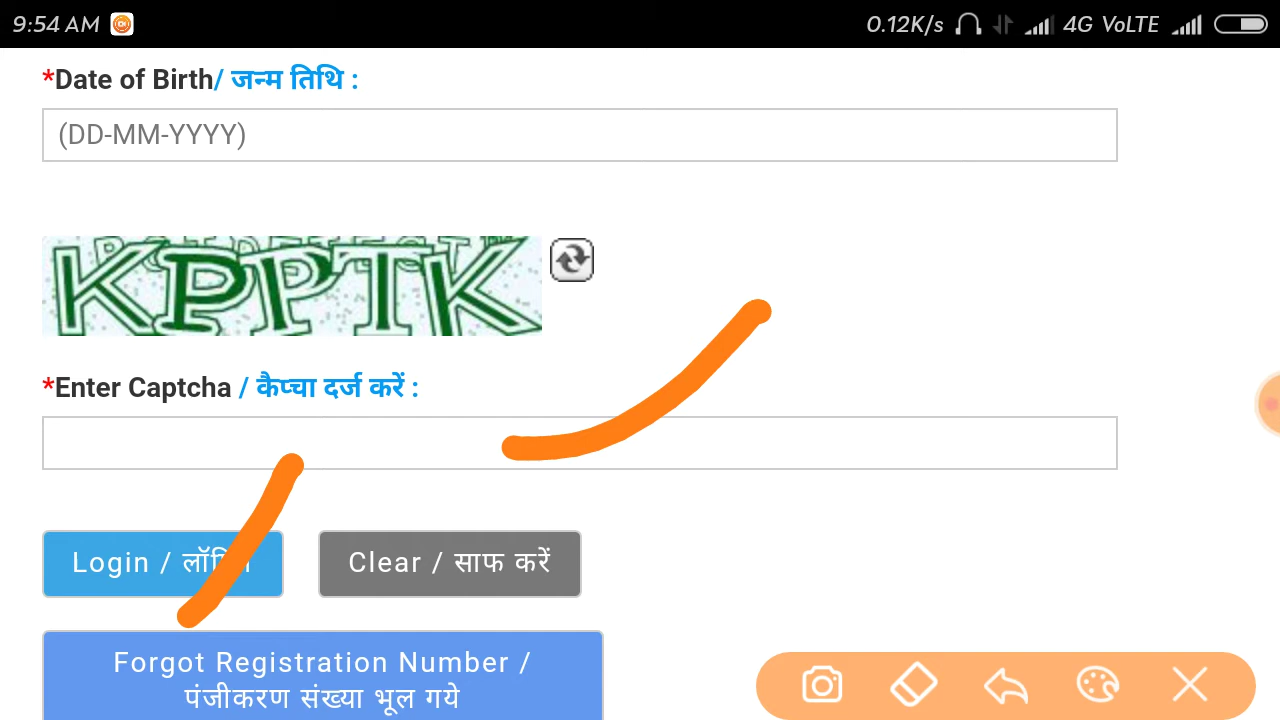 9:54 AM 0.12K/s 4G VoLTE
*Date of Birth/ जन्म तिथि :
(DD-MM-YYYY)
KPPTK
*Enter Captcha / कैप्चा दर्ज करें :
Login /
Clear / साफ करें
Forgot Registration Number /
पंजीकरण संख्या भूल गये